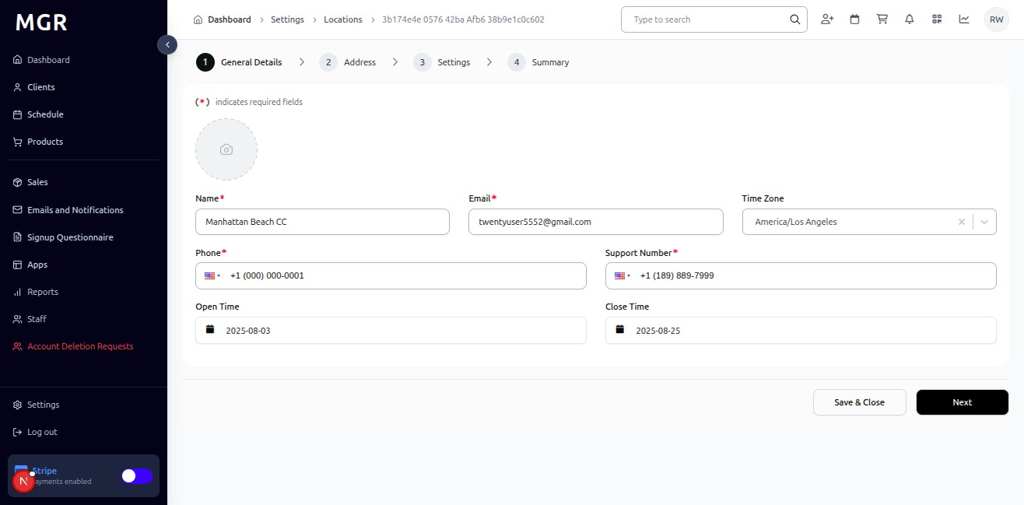 MGR
Dashboard
Clients
Schedule
Products
Sales
Emails and Notifications
Signup Questionnaire
Apps
Reports
Staff
Account Deletion Requests
Settings
Log out
Stripe
ayments enabled
N
Dashboard > Settings > Locations > 3b174e4e 0576 42ba Afb6 38b9e1c0c602
Type to search
RW
1 General Details > 2 Address > 3 Settings > 4 Summary
(*) indicates required fields
Name* Email* Time Zone
Manhattan Beach CC twentyuser5552@gmail.com America/Los Angeles
Phone* Support Number*
+1 (000) 000-0001 +1 (189) 889-7999
Open Time Close Time
2025-08-03 2025-08-25
Save & Close Next